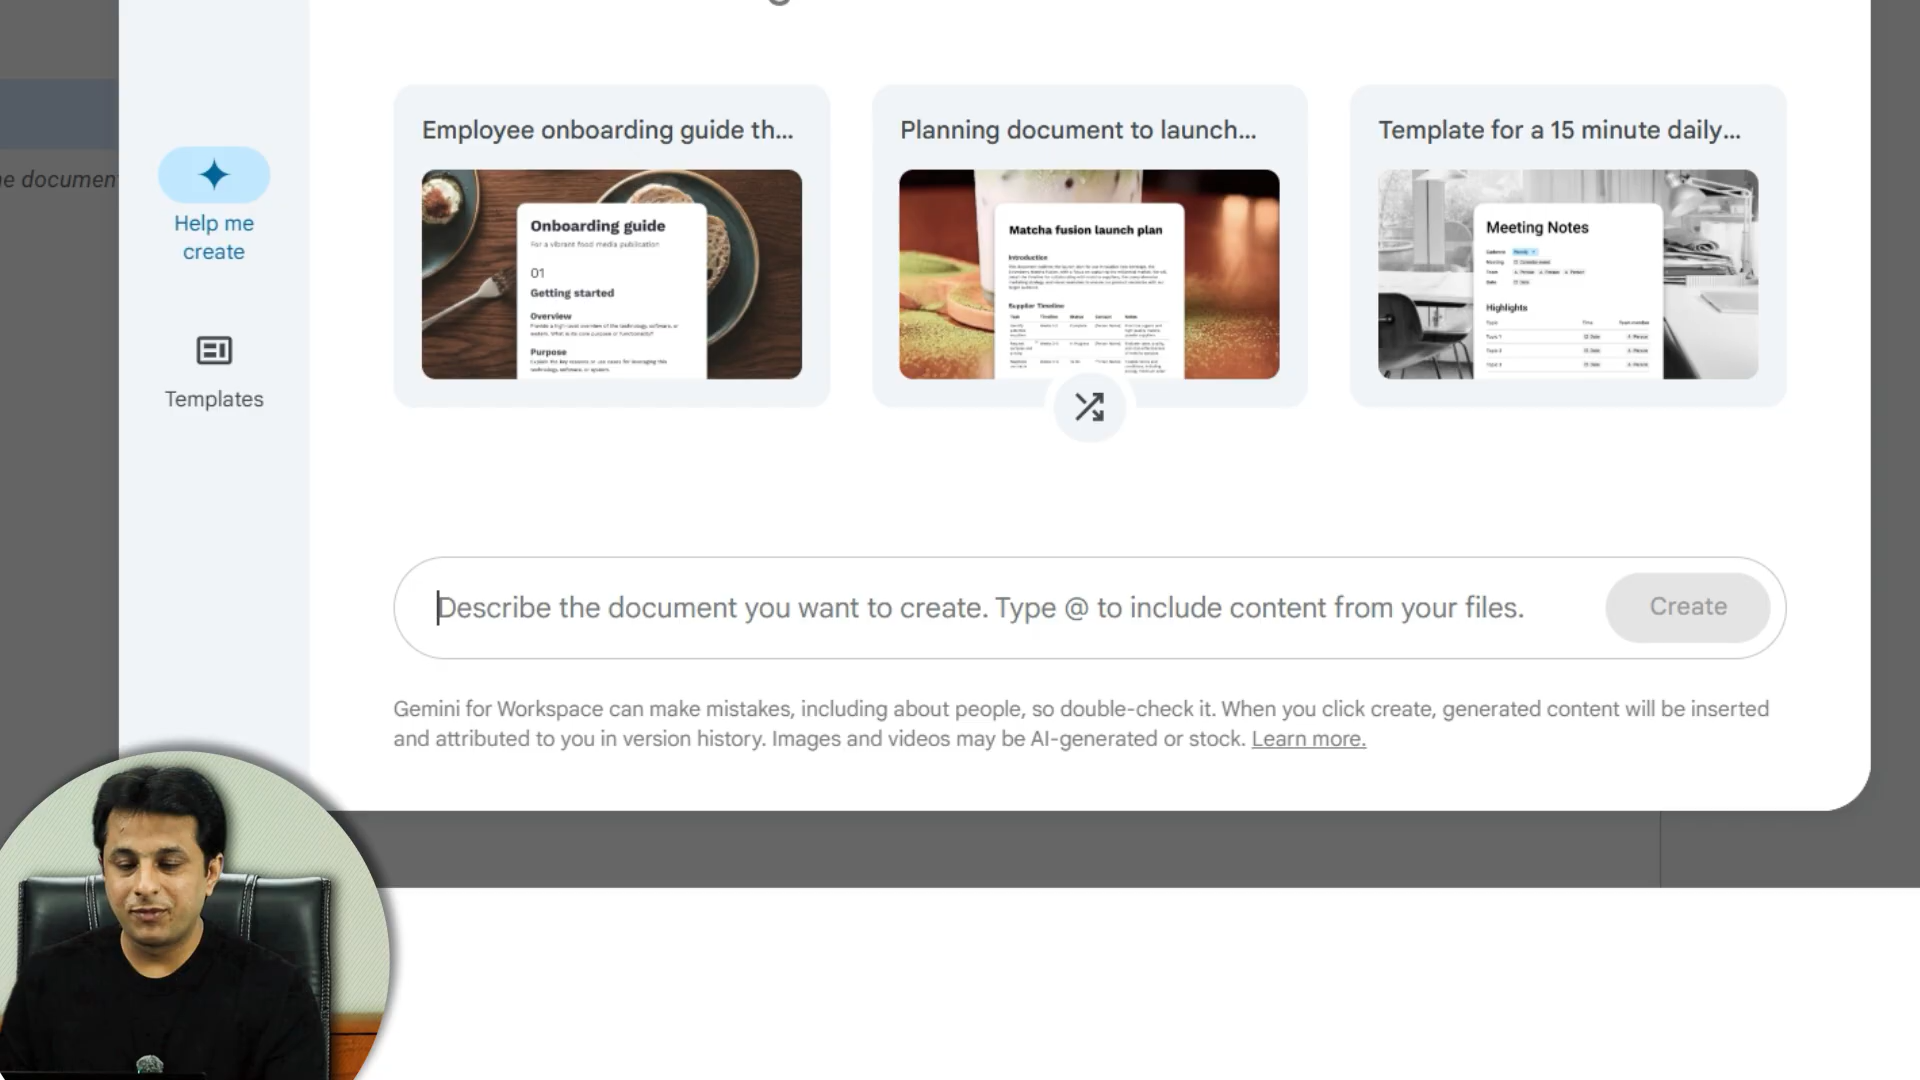 ne document
Help me
create
Templates
Employee onboarding guide th...
Onboarding guide
For a vibrant food media publication
01
Getting started
Overview
Purpose
Planning document to launch...
Matcha fusion launch plan
Introduction
Supplier Timeline
Template for a 15 minute daily...
Meeting Notes
Highlights
Describe the document you want to create. Type @ to include content from your files.
Create
Gemini for Workspace can make mistakes, including about people, so double-check it. When you click create, generated content will be inserted
and attributed to you in version history. Images and videos may be AI-generated or stock. Learn more.